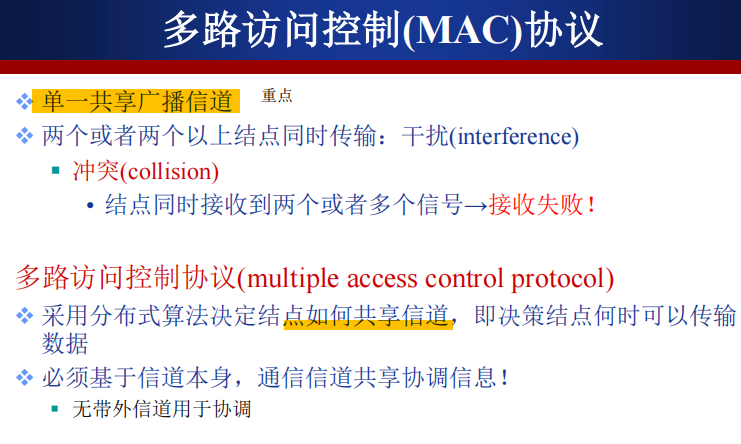 多路访问控制(MAC)协议
单一共享广播信道 重点
两个或者两个以上结点同时传输：干扰(interference)
冲突(collision)
结点同时接收到两个或者多个信号→接收失败！
多路访问控制协议(multiple access control protocol)
采用分布式算法决定结点如何共享信道，即决策结点何时可以传输
数据
必须基于信道本身，通信信道共享协调信息！
无带外信道用于协调